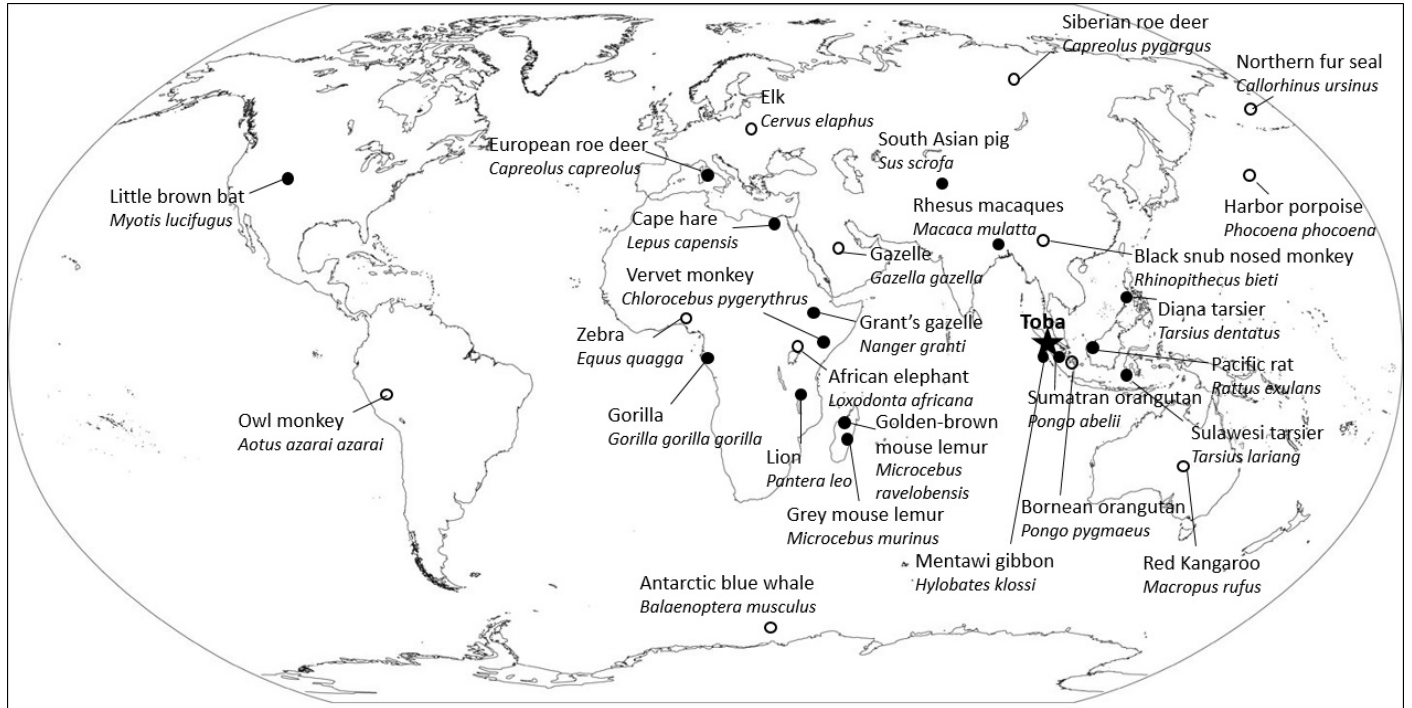 Siberian roe deer
Capreolus pygargus
Northern fur seal
Callorhinus ursinus
Elk
Cervus elaphus
European roe deer
Capreolus capreolus
South Asian pig
Sus scrofa
Little brown bat
Myotis lucifugus
Cape hare
Lepus capensis
Rhesus macaques
Macaca mulatta
Harbor porpoise
Phocoena phocoena
Gazelle
Gazella gazella
Black snub nosed monkey
Rhinopithecus bieti
Vervet monkey
Chlorocebus pygerythrus
Diana tarsier
Tarsius dentatus
Toba
Grant's gazelle
Nanger granti
Zebra
Equus quagga
Pacific rat
Rattus exulans
African elephant
Loxodonta africana
Sumatran orangutan
Pongo abelii
Owl monkey
Aotus azarai azarai
Gorilla
Gorilla gorilla gorilla
Golden-brown
mouse lemur
Microcebus
ravelobensis
Sulawesi tarsier
Tarsius lariang
Lion
Pantera leo
Grey mouse lemur
Microcebus murinus
Bornean orangutan
Pongo pygmaeus
Mentawi gibbon
Hylobates klossi
Red Kangaroo
Macropus rufus
Antarctic blue whale
Balaenoptera musculus